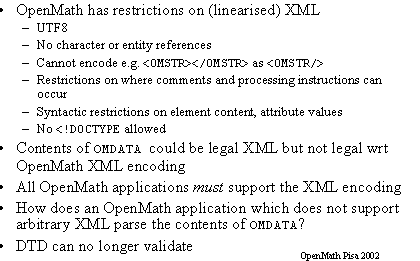 • OpenMath has restrictions on (linearised) XML
– UTF8
– No character or entity references
– Cannot encode e.g. <OMSTR></OMSTR> as <OMSTR/>
– Restrictions on where comments and processing instructions can
occur
– Syntactic restrictions on element content, attribute values
– No <!DOCTYPE allowed
• Contents of OMDATA could be legal XML but not legal wrt
OpenMath XML encoding
• All OpenMath applications must support the XML encoding
• How does an OpenMath application which does not support
arbitrary XML parse the contents of OMDATA?
• DTD can no longer validate
OpenMath Pisa 2002